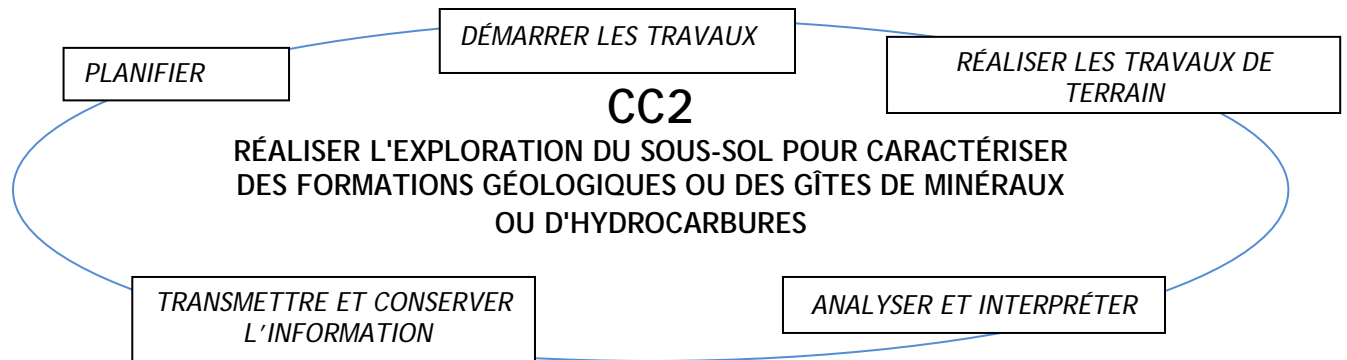 DÉMARRER LES TRAVAUX
PLANIFIER
RÉALISER LES TRAVAUX DE
TERRAIN
CC2
RÉALISER L'EXPLORATION DU SOUS-SOL POUR CARACTÉRISER
DES FORMATIONS GÉOLOGIQUES OU DES GÎTES DE MINÉRAUX
OU D'HYDROCARBURES
TRANSMETTRE ET CONSERVER
L'INFORMATION
ANALYSER ET INTERPRÉTER